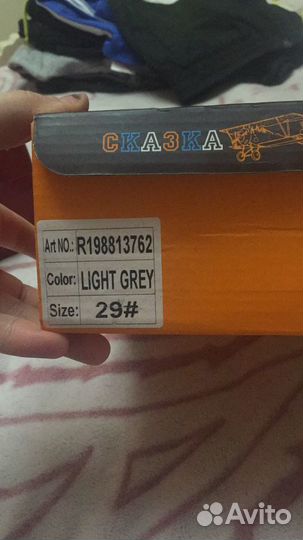 СКАЗКА
Art NO.: R198813762
Color: LIGHT GREY
Size: 29#
Avito